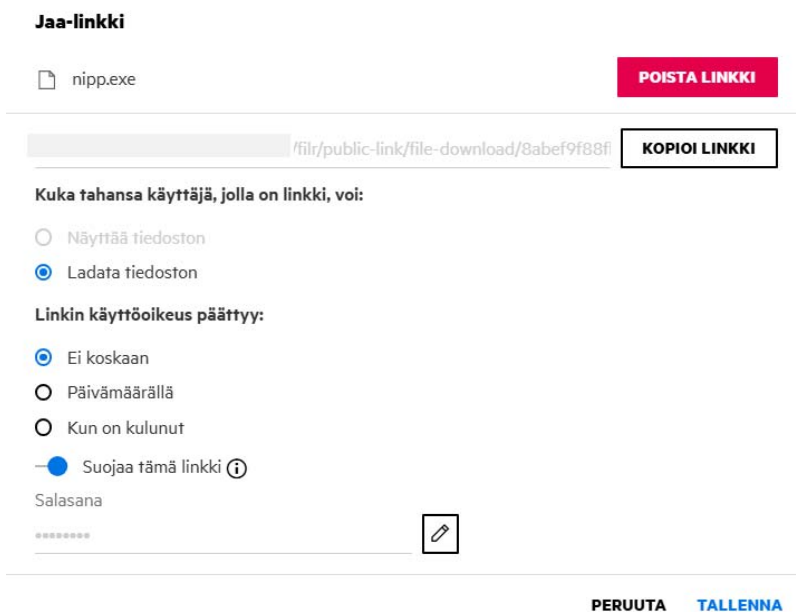 Jaa-linkki
nipp.exe
POISTA LINKKI
/filr/public-link/file-download/8abef9f88f
KOPIOI LINKKI
Kuka tahansa käyttäjä, jolla on linkki, voi:
Näyttää tiedoston
Ladata tiedoston
Linkin käyttöoikeus päättyy:
Ei koskaan
Päivämäärällä
Kun on kulunut
Suojaa tämä linkki
Salasana
••••••••
PERUUTA TALLENNA